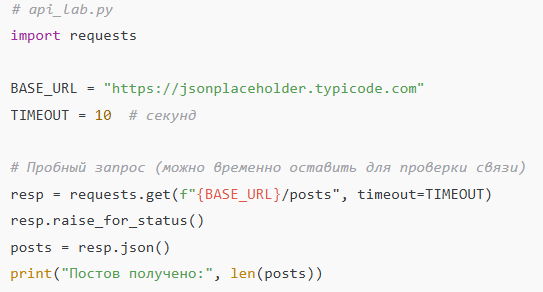 # api_lab.py
import requests
BASE_URL = "https://jsonplaceholder.typicode.com"
TIMEOUT = 10  # секунд
# Пробный запрос (можно временно оставить для проверки связи)
resp = requests.get(f"{BASE_URL}/posts", timeout=TIMEOUT)
resp.raise_for_status()
posts = resp.json()
print("Постов получено:", len(posts))